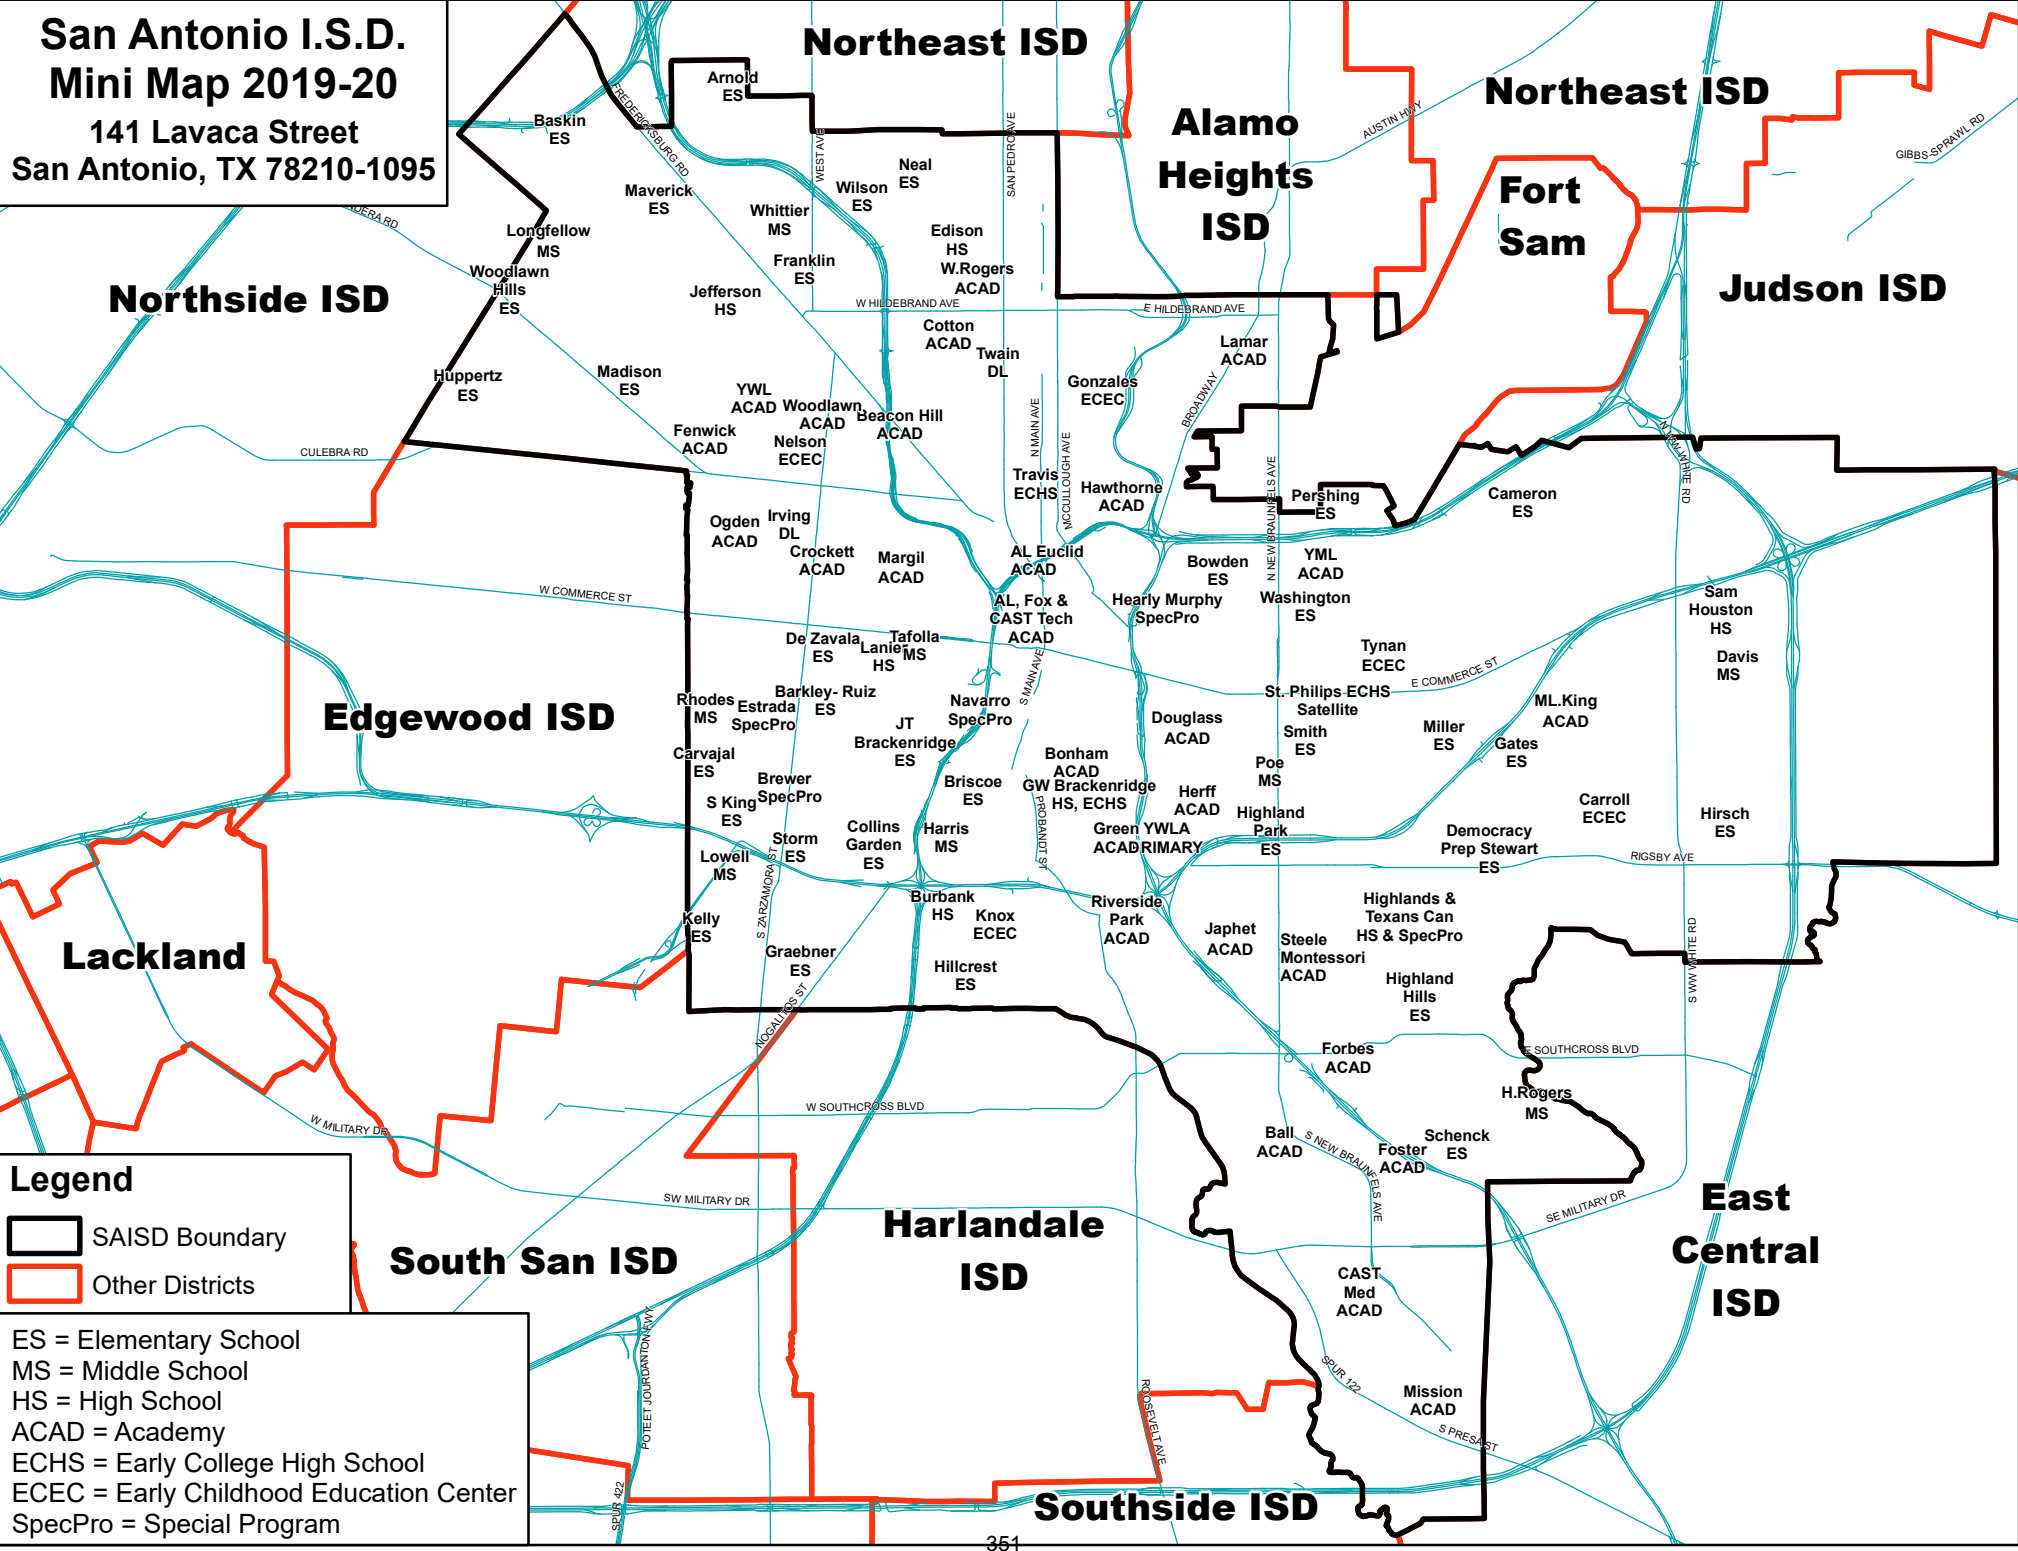 San Antonio I.S.D.
Mini Map 2019-20
141 Lavaca Street
San Antonio, TX 78210-1095
Northeast ISD
Northeast ISD
Alamo
Heights
ISD
Fort
Sam
Judson ISD
Northside ISD
Edgewood ISD
Lackland
South San ISD
Harlandale
ISD
Southside ISD
East
Central
ISD
Arnold
ES
Baskin
ES
Neal
ES
Maverick
ES
Wilson
ES
Whittier
MS
Longfellow
MS
Edison
HS
W.Rogers
ACAD
Woodlawn
Hills
ES
Franklin
ES
Jefferson
HS
Cotton
ACAD
Twain
DL
Lamar
ACAD
Huppertz
ES
Madison
ES
YWL
ACAD
Woodlawn
ACAD
Beacon Hill
ACAD
Gonzales
ECEC
Fenwick
ACAD
Nelson
ECEC
Travis
ECHS
Hawthorne
ACAD
Pershing
ES
Cameron
ES
Ogden
ACAD
Irving
DL
Crockett
ACAD
Margil
ACAD
AL Euclid
ACAD
Bowden
ES
YML
ACAD
AL, Fox &
CAST Tech
ACAD
Hearly Murphy
SpecPro
Washington
ES
Sam
Houston
HS
De Zavala
ES
Lanier
HS
Tafolla
MS
Tynan
ECEC
Davis
MS
Rhodes
MS
Estrada
SpecPro
Barkley- Ruiz
ES
Navarro
SpecPro
St. Philips ECHS
Satellite
ML.King
ACAD
JT
Brackenridge
ES
Douglass
ACAD
Smith
ES
Miller
ES
Gates
ES
Carvajal
ES
Bonham
ACAD
Poe
MS
Brewer
SpecPro
Briscoe
ES
GW Brackenridge
HS, ECHS
Herff
ACAD
S King
ES
Highland
Park
ES
Carroll
ECEC
Hirsch
ES
Storm
ES
Collins
Garden
ES
Harris
MS
Green YWLA
ACADRIMARY
Democracy
Prep Stewart
ES
Lowell
MS
Burbank
HS
Knox
ECEC
Riverside
Park
ACAD
Highlands &
Texans Can
HS & SpecPro
Kelly
ES
Japhet
ACAD
Steele
Montessori
ACAD
Graebner
ES
Hillcrest
ES
Highland
Hills
ES
Forbes
ACAD
H.Rogers
MS
Ball
ACAD
Foster
ACAD
Schenck
ES
CAST
Med
ACAD
Mission
ACAD
FREDERICKSBURG RD
WEST AVE
SAN PEDRO AVE
AUSTIN HWY
GIBBS-SPRAWL RD
NDERA RD
W HILDEBRAND AVE
E HILDEBRAND AVE
BROADWAY
N MAIN AVE
MCCULLOUGH AVE
N NEW BRAUNFELS AVE
N WW WHITE RD
CULEBRA RD
W COMMERCE ST
E COMMERCE ST
S MAIN AVE
PROBANDT ST
S ZARZAMORA ST
RIGSBY AVE
S WW WHITE RD
NOGALITOS ST
E SOUTHCROSS BLVD
W SOUTHCROSS BLVD
W MILITARY DR
SW MILITARY DR
S NEW BRAUNFELS AVE
SE MILITARY DR
SPUR 122
S PRESA ST
ROOSEVELT AVE
POTEET JOURDANTON FWY
SPUR 422
Legend
SAISD Boundary
Other Districts
ES = Elementary School
MS = Middle School
HS = High School
ACAD = Academy
ECHS = Early College High School
ECEC = Early Childhood Education Center
SpecPro = Special Program
351